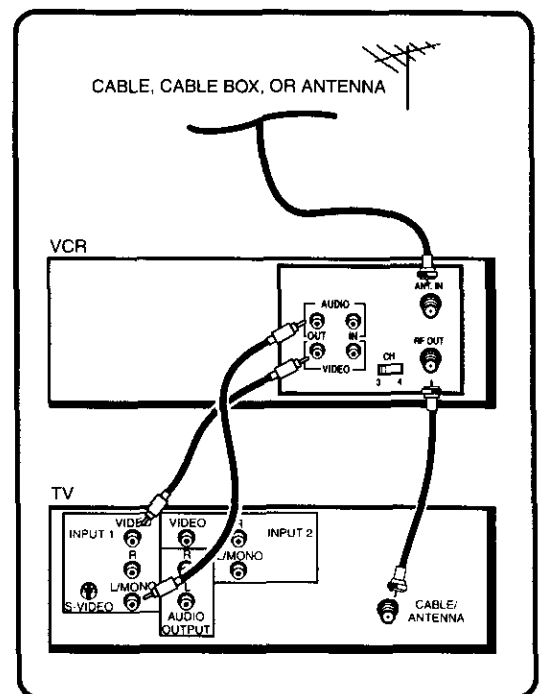 CABLE, CABLE BOX, OR ANTENNA
VCR
ANT. IN
AUDIO
OUT IN
VIDEO
CH
3 4
RF OUT
TV
INPUT 1
VIDEO
R
L/MONO
S-VIDEO
VIDEO
R
L
AUDIO
OUTPUT
R
L/MONO
INPUT 2
CABLE/
ANTENNA